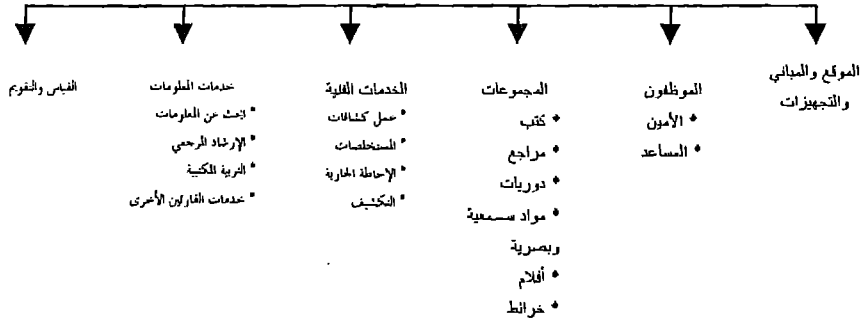 الموقع والمباني
والتجهيزات
الموظفون
• الأمين
• المساعد
المجموعات
• كتب
• مراجع
• دوريات
• مواد سمعية
وبصرية
• أفلام
• خرائط
الخدمات الفنية
• عمل كشافات
• المستخلصات
• الإحاطة الجارية
• التكشيف
خدمات المعلومات
• البحث عن المعلومات
• الإرشاد المرجعي
• التربية المكتبية
• خدمات القارئين الأخرى
القياس والتقويم